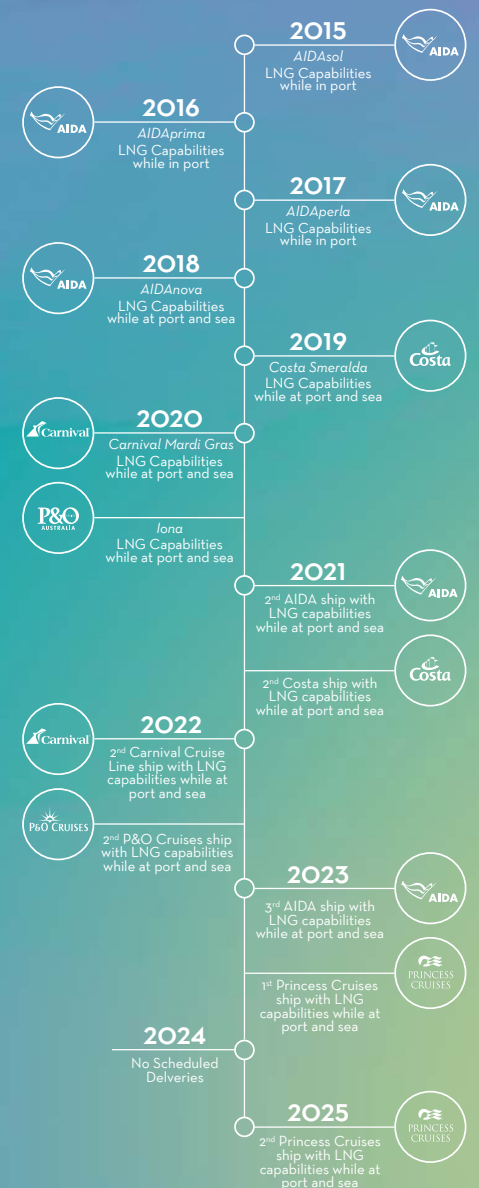 2015
AIDAsol
LNG Capabilities
while in port
AIDA
2016
AIDAprima
LNG Capabilities
while in port
AIDA
2017
AIDAperla
LNG Capabilities
while in port
AIDA
2018
AIDAnova
LNG Capabilities
while at port and sea
AIDA
2019
Costa Smeralda
LNG Capabilities
while at port and sea
Costa
2020
Carnival Mardi Gras
LNG Capabilities
while at port and sea
Carnival
P&O
AUSTRALIA
Iona
LNG Capabilities
while at port and sea
2021
2nd AIDA ship with
LNG capabilities
while at port and sea
AIDA
2nd Costa ship with
LNG capabilities
while at port and sea
Costa
2022
2nd Carnival Cruise
Line ship with LNG
capabilities while at
port and sea
Carnival
P&O CRUISES
2nd P&O Cruises ship
with LNG capabilities
while at port and sea
2023
3rd AIDA ship with
LNG capabilities
while at port and sea
AIDA
1st Princess Cruises
ship with LNG
capabilities while at
port and sea
PRINCESS
CRUISES
2024
No Scheduled
Delveries
2025
2nd Princess Cruises
ship with LNG
capabilities while at
port and sea
PRINCESS
CRUISES